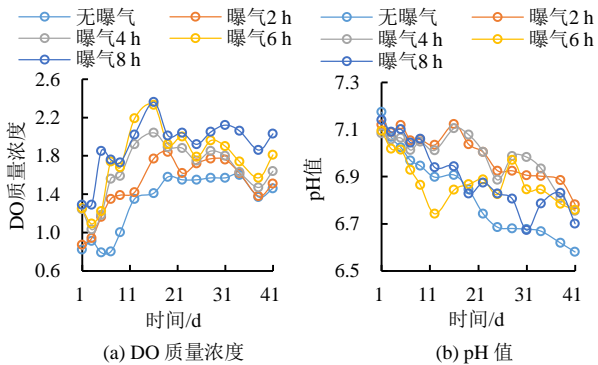 无曝气 曝气2 h
曝气4 h 曝气6 h
曝气8 h
DO质量浓度
2.6
2.2
1.8
1.4
1.0
0.6
1 11 21 31 41
时间/d
(a) DO 质量浓度
无曝气 曝气2 h
曝气4 h 曝气6 h
曝气8 h
pH值
7.3
7.1
6.9
6.7
6.5
1 11 21 31 41
时间/d
(b) pH 值